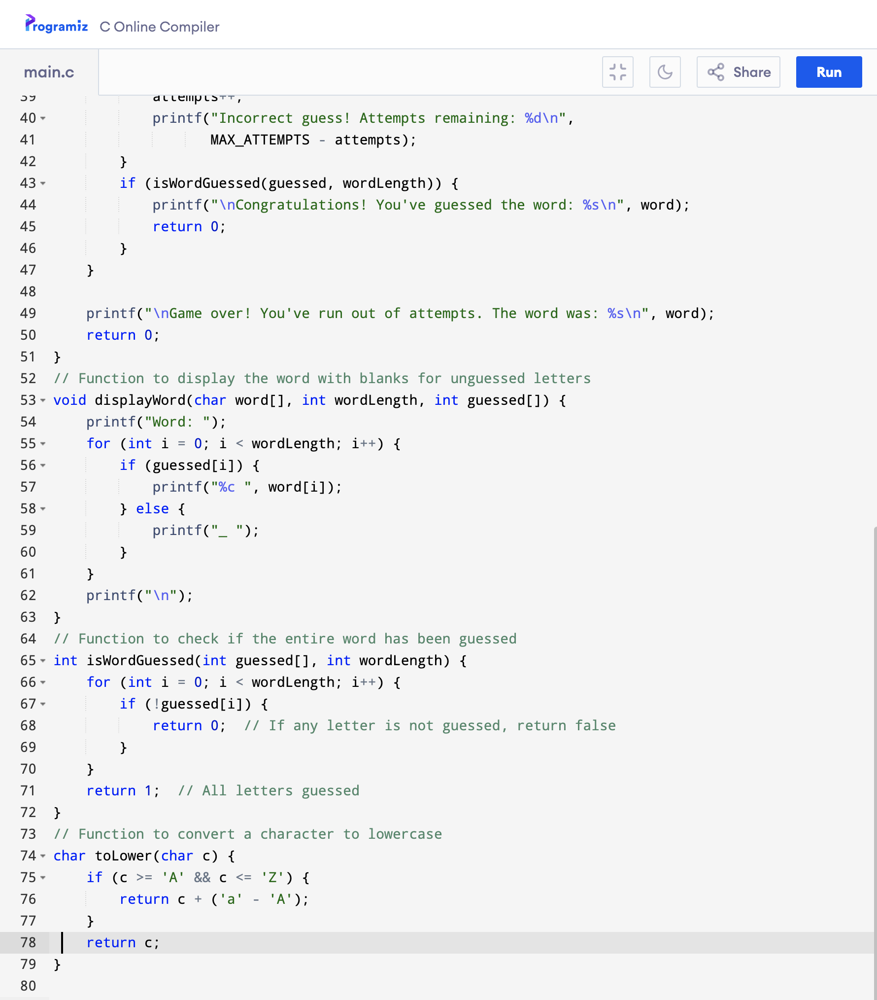 Programiz C Online Compiler
main.c Share Run
39             attempts++;
40             printf("Incorrect guess! Attempts remaining: %d\n",
41                    MAX_ATTEMPTS - attempts);
42         }
43         if (isWordGuessed(guessed, wordLength)) {
44             printf("\nCongratulations! You've guessed the word: %s\n", word);
45             return 0;
46         }
47     }
48
49     printf("\nGame over! You've run out of attempts. The word was: %s\n", word);
50     return 0;
51 }
52 // Function to display the word with blanks for unguessed letters
53 void displayWord(char word[], int wordLength, int guessed[]) {
54     printf("Word: ");
55     for (int i = 0; i < wordLength; i++) {
56         if (guessed[i]) {
57             printf("%c ", word[i]);
58         } else {
59             printf("_ ");
60         }
61     }
62     printf("\n");
63 }
64 // Function to check if the entire word has been guessed
65 int isWordGuessed(int guessed[], int wordLength) {
66     for (int i = 0; i < wordLength; i++) {
67         if (!guessed[i]) {
68             return 0;  // If any letter is not guessed, return false
69         }
70     }
71     return 1;  // All letters guessed
72 }
73 // Function to convert a character to lowercase
74 char toLower(char c) {
75     if (c >= 'A' && c <= 'Z') {
76         return c + ('a' - 'A');
77     }
78     return c;
79 }
80